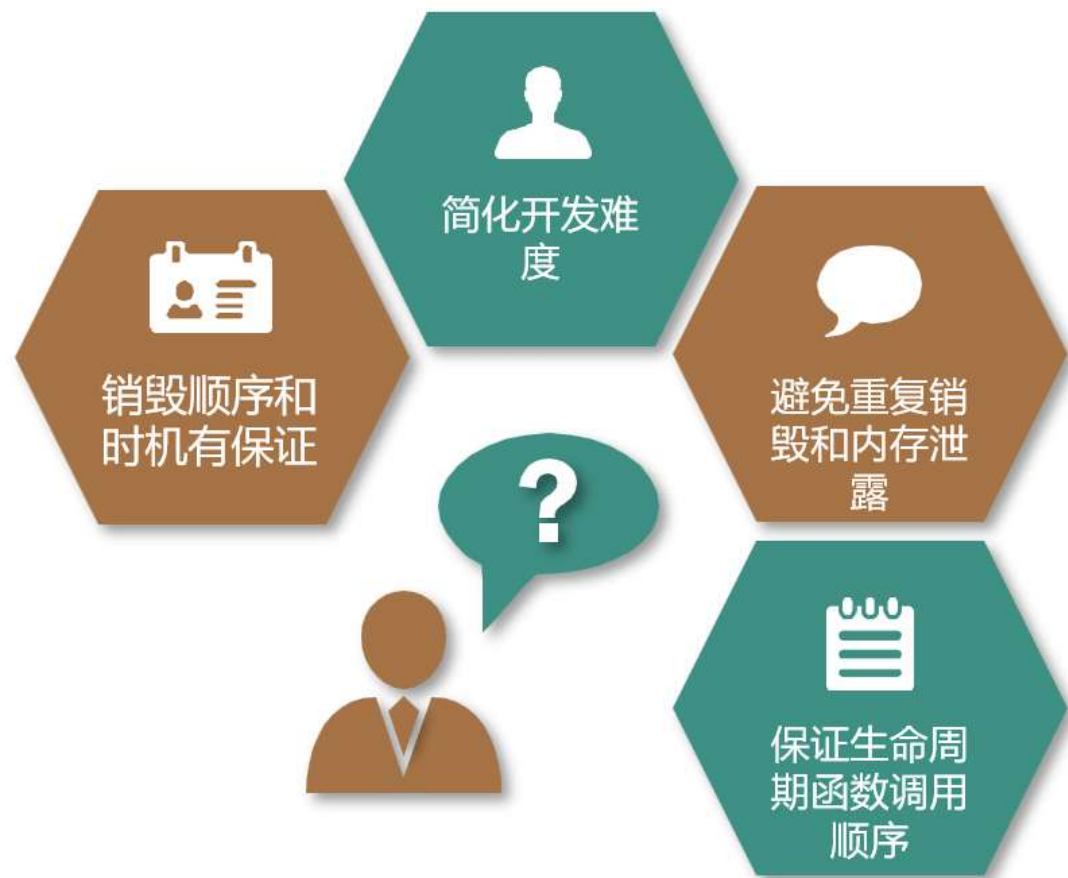 简化开发难
度
销毁顺序和
时机有保证
避免重复销
毁和内存泄
露
?
保证生命周
期函数调用
顺序